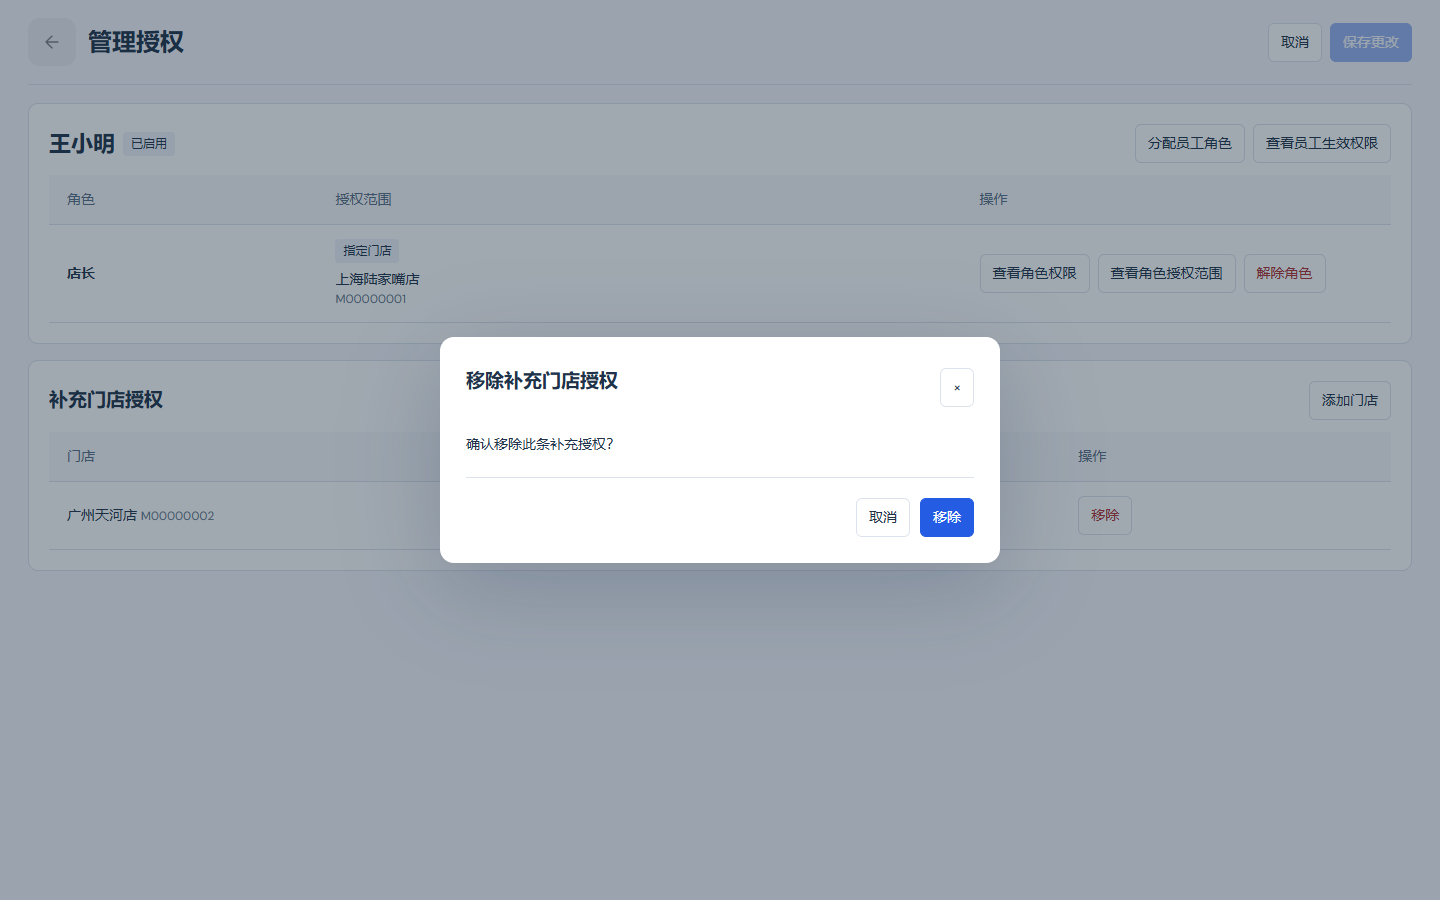 管理授权
取消
保存更改
王小明 已启用
分配员工角色
查看员工生效权限
角色
授权范围
操作
店长
指定门店
上海陆家嘴店
M00000001
查看角色权限
查看角色授权范围
解除角色
补充门店授权
添加门店
门店
操作
广州天河店 M00000002
移除
移除补充门店授权
×
确认移除此条补充授权？
取消
移除